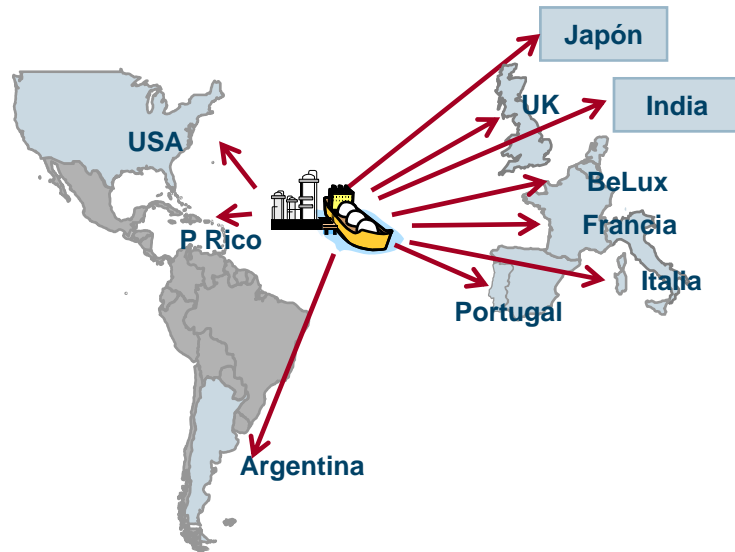 Japón
UK
India
USA
BeLux
Francia
P Rico
Italia
Portugal
Argentina